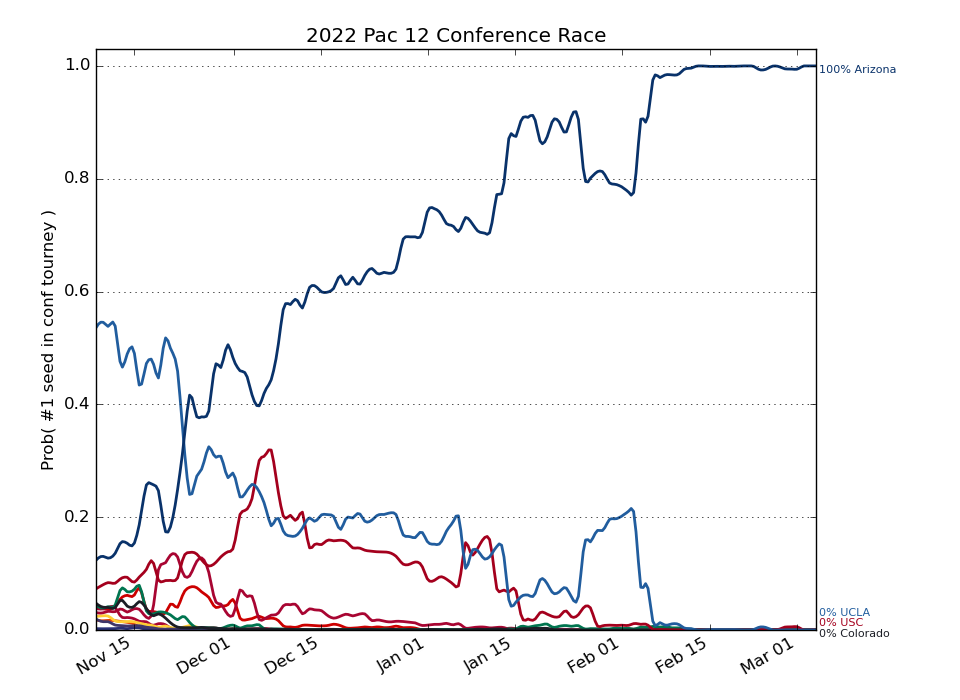 2022 Pac 12 Conference Race
Prob( #1 seed in conf tourney )
1.0
0.8
0.6
0.4
0.2
0.0
Nov 15
Dec 01
Dec 15
Jan 01
Jan 15
Feb 01
Feb 15
Mar 01
100% Arizona
0% UCLA
0% USC
0% Colorado